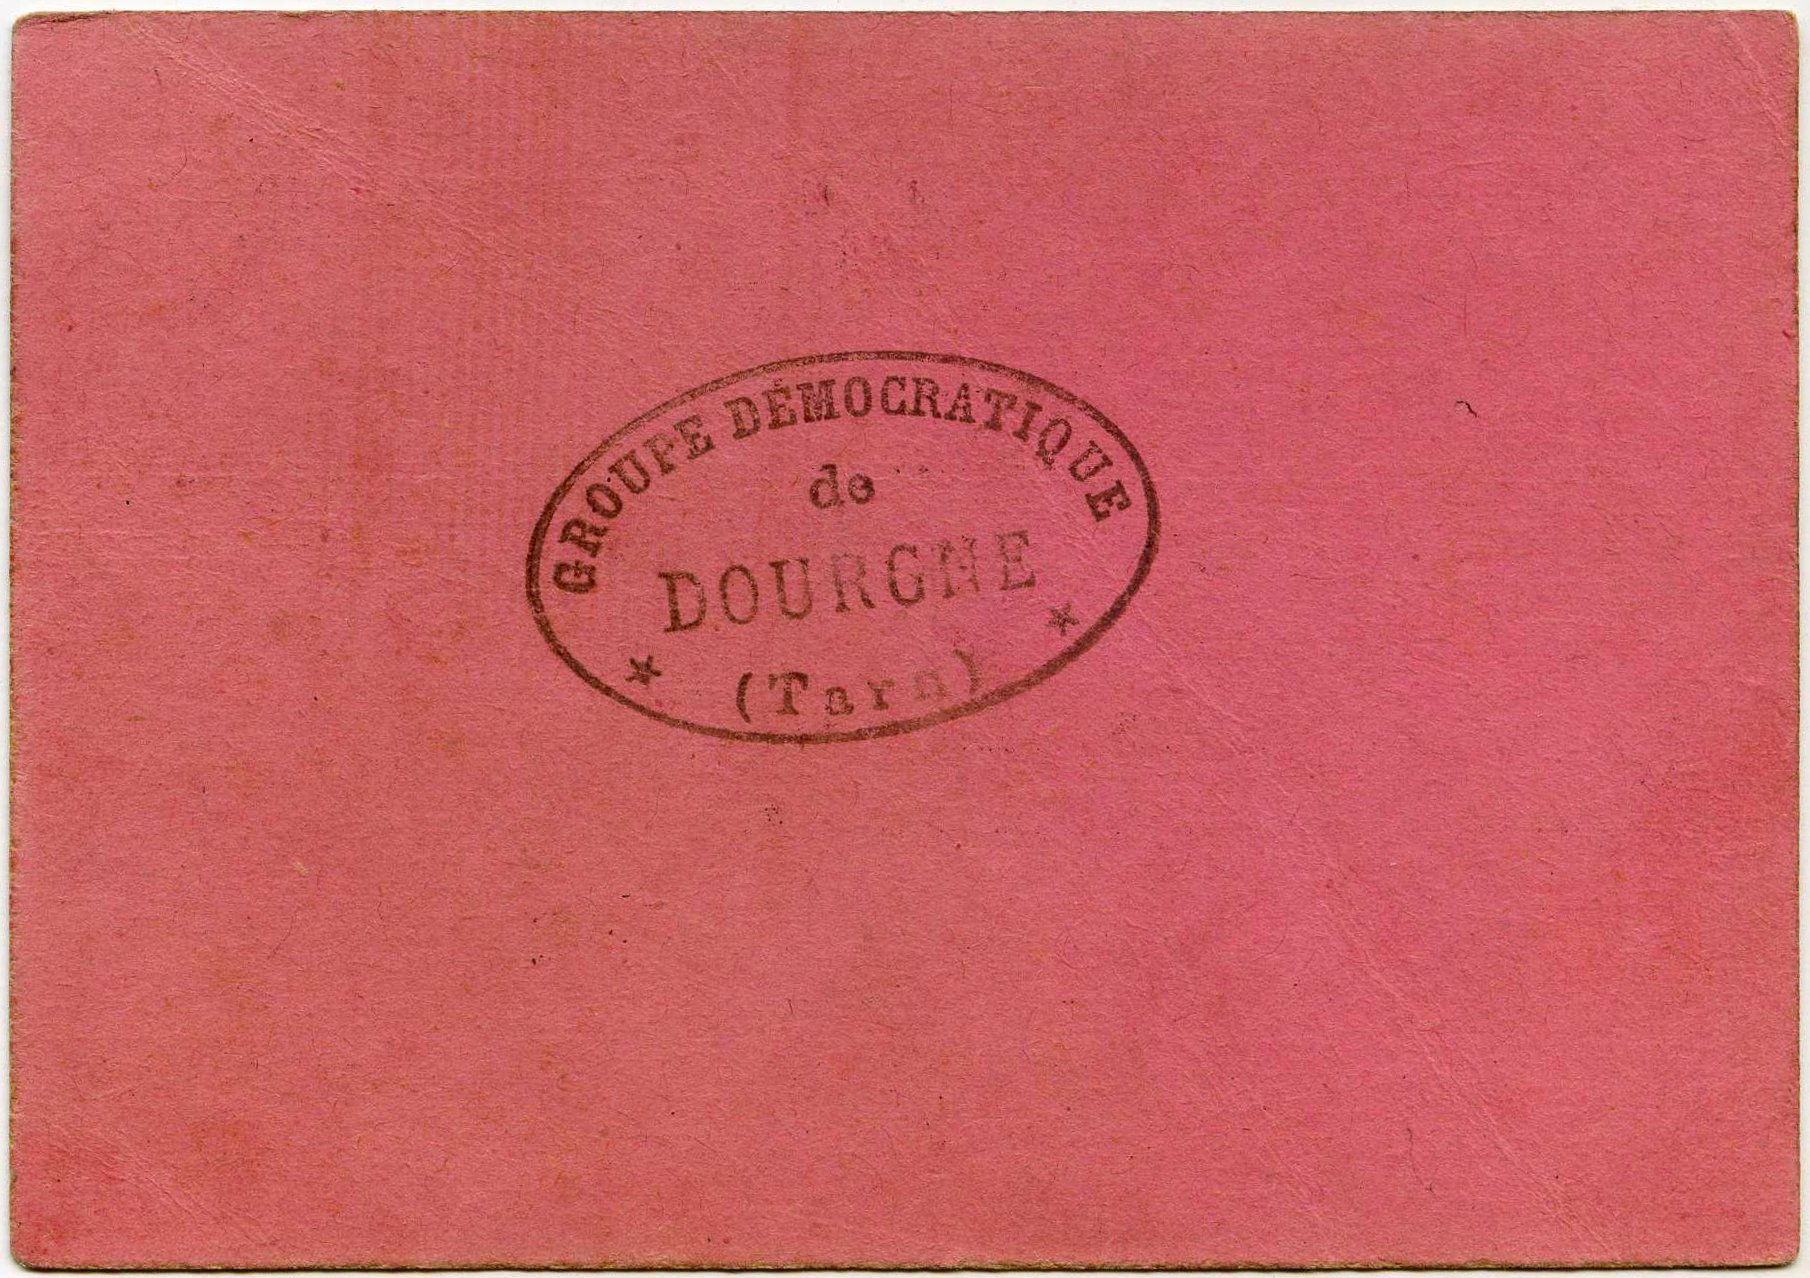 GROUPE DÉMOCRATIQUE
de
DOURGNE
(Tarn)